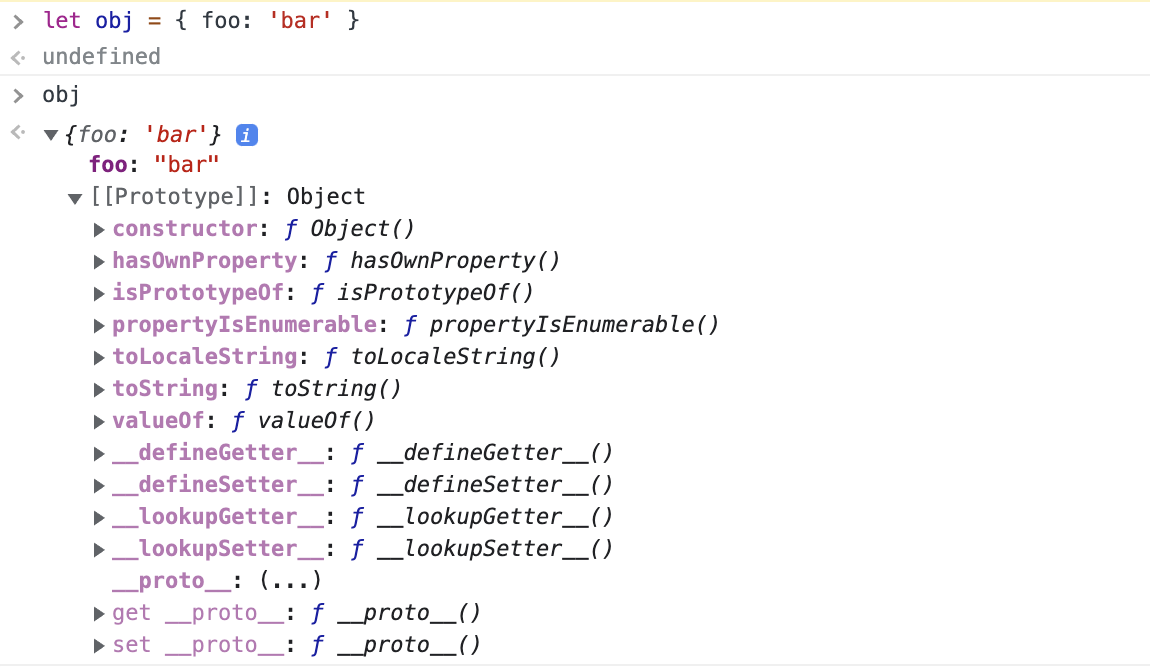 let obj = { foo: 'bar' }
undefined
obj
{foo: 'bar'} i
foo: "bar"
[[Prototype]]: Object
constructor: ƒ Object()
hasOwnProperty: ƒ hasOwnProperty()
isPrototypeOf: ƒ isPrototypeOf()
propertyIsEnumerable: ƒ propertyIsEnumerable()
toLocaleString: ƒ toLocaleString()
toString: ƒ toString()
valueOf: ƒ valueOf()
__defineGetter__: ƒ __defineGetter__()
__defineSetter__: ƒ __defineSetter__()
__lookupGetter__: ƒ __lookupGetter__()
__lookupSetter__: ƒ __lookupSetter__()
__proto__: (...)
get __proto__: ƒ __proto__()
set __proto__: ƒ __proto__()